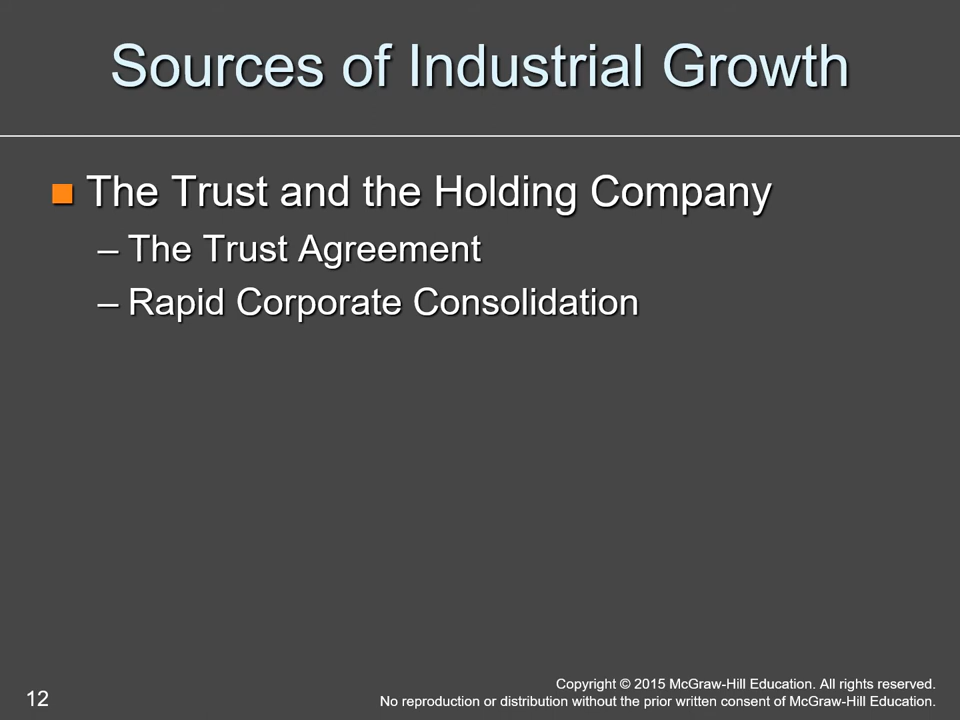 Sources of Industrial Growth
The Trust and the Holding Company
– The Trust Agreement
– Rapid Corporate Consolidation
12
Copyright © 2015 McGraw-Hill Education. All rights reserved.
No reproduction or distribution without the prior written consent of McGraw-Hill Education.